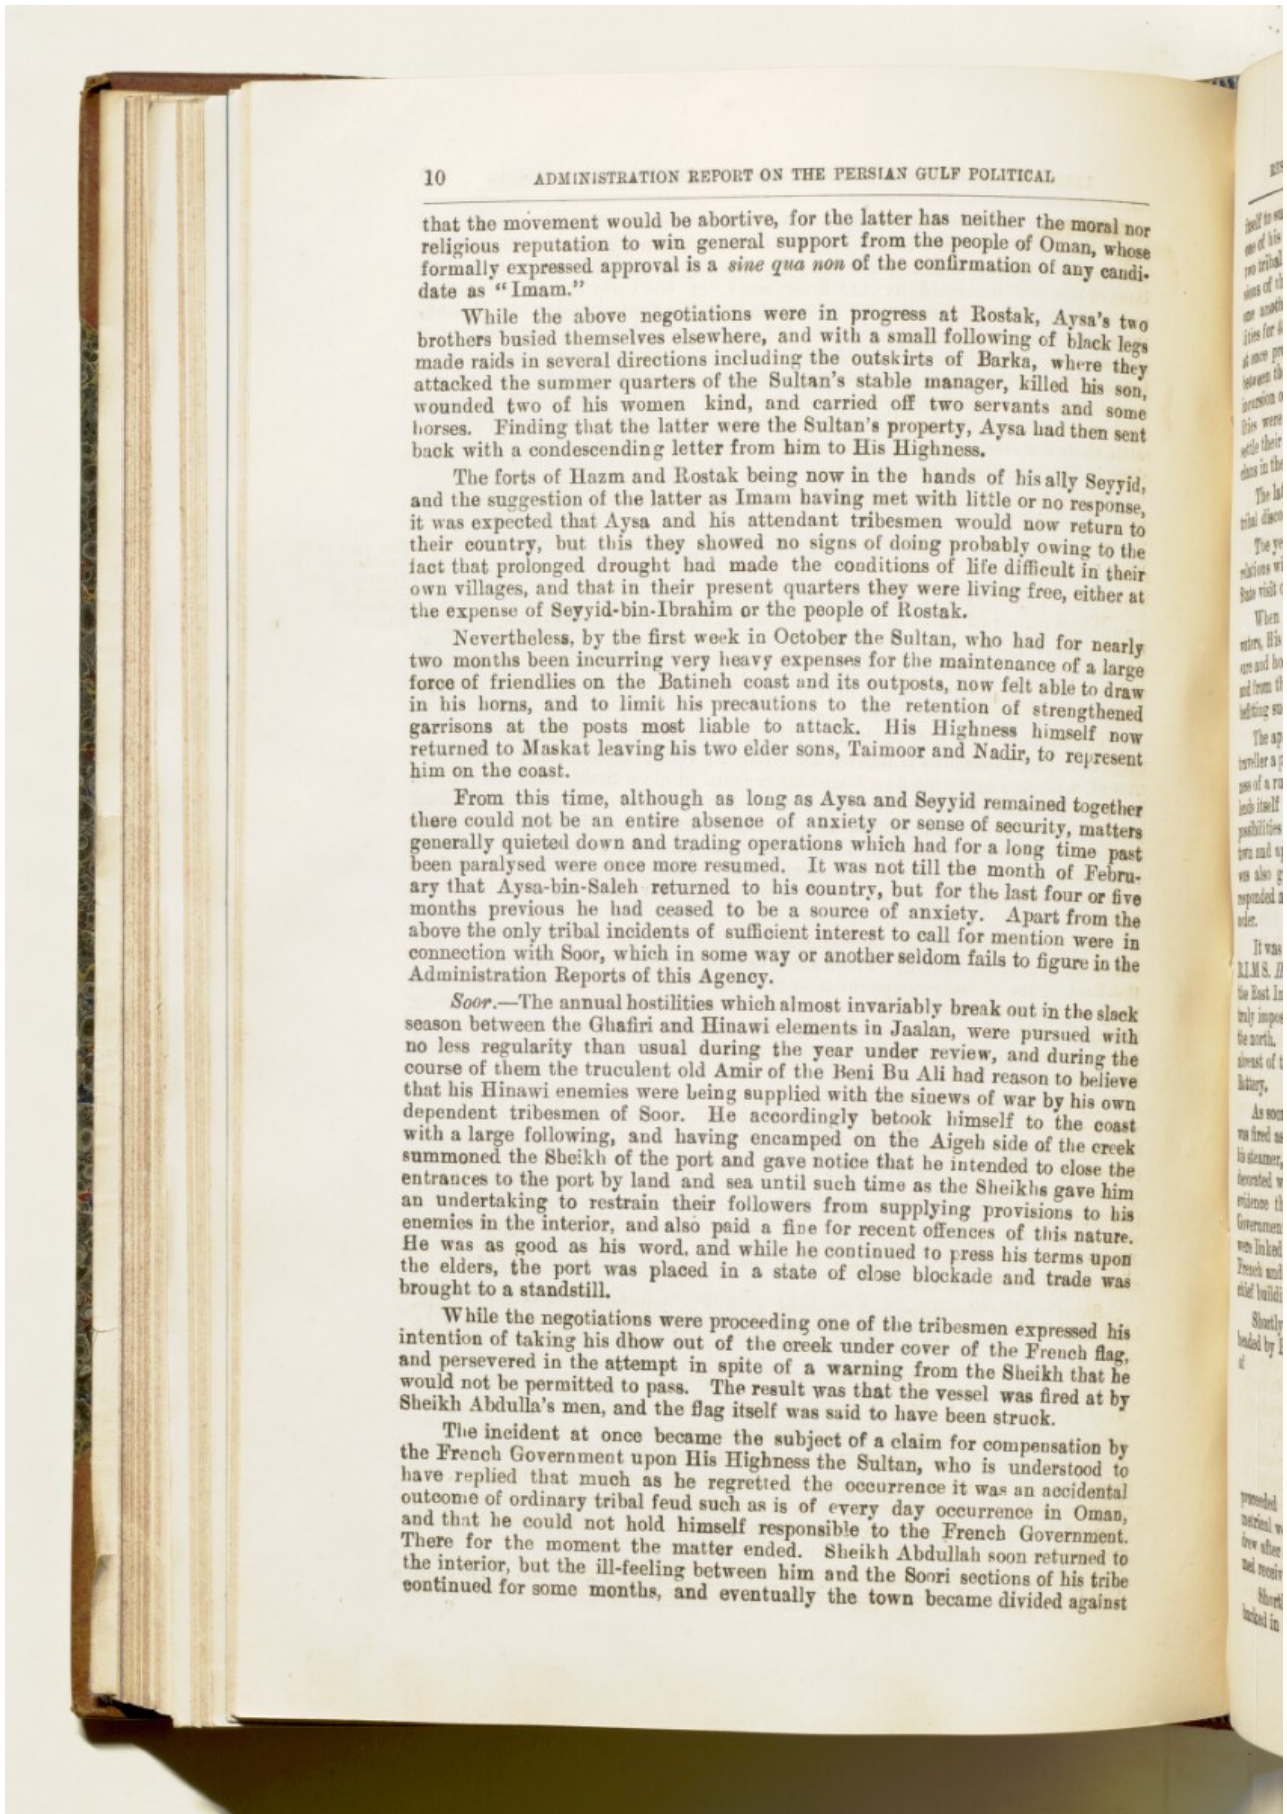 10 ADMINISTRATION REPORT ON THE PERSIAN GULF POLITICAL
that the movement would be abortive, for the latter has neither the moral nor
religious reputation to win general support from the people of Oman, whose
formally expressed approval is a sine qua non of the confirmation of any candi-
date as "Imam."
While the above negotiations were in progress at Rostak, Aysa's two
brothers busied themselves elsewhere, and with a small following of black legs
made raids in several directions including the outskirts of Barka, where they
attacked the summer quarters of the Sultan's stable manager, killed his son,
wounded two of his women kind, and carried off two servants and some
horses. Finding that the latter were the Sultan's property, Aysa had then sent
back with a condescending letter from him to His Highness.
The forts of Hazm and Rostak being now in the hands of his ally Seyyid,
and the suggestion of the latter as Imam having met with little or no response,
it was expected that Aysa and his attendant tribesmen would now return to
their country, but this they showed no signs of doing probably owing to the
fact that prolonged drought had made the conditions of life difficult in their
own villages, and that in their present quarters they were living free, either at
the expense of Seyyid-bin-Ibrahim or the people of Rostak.
Nevertheless, by the first week in October the Sultan, who had for nearly
two months been incurring very heavy expenses for the maintenance of a large
force of friendlies on the Batineh coast and its outposts, now felt able to draw
in his horns, and to limit his precautions to the retention of strengthened
garrisons at the posts most liable to attack. His Highness himself now
returned to Maskat leaving his two elder sons, Taimoor and Nadir, to represent
him on the coast.
From this time, although as long as Aysa and Seyyid remained together
there could not be an entire absence of anxiety or sense of security, matters
generally quieted down and trading operations which had for a long time past
been paralysed were once more resumed. It was not till the month of Febru-
ary that Aysa-bin-Saleh returned to his country, but for the last four or five
months previous he had ceased to be a source of anxiety. Apart from the
above the only tribal incidents of sufficient interest to call for mention were in
connection with Soor, which in some way or another seldom fails to figure in the
Administration Reports of this Agency.
Soor.—The annual hostilities which almost invariably break out in the slack
season between the Ghafiri and Hinawi elements in Jaalan, were pursued with
no less regularity than usual during the year under review, and during the
course of them the truculent old Amir of the Beni Bu Ali had reason to believe
that his Hinawi enemies were being supplied with the sinews of war by his own
dependent tribesmen of Soor. He accordingly betook himself to the coast
with a large following, and having encamped on the Aigeh side of the creek
summoned the Sheikh of the port and gave notice that he intended to close the
entrances to the port by land and sea until such time as the Sheikhs gave him
an undertaking to restrain their followers from supplying provisions to his
enemies in the interior, and also paid a fine for recent offences of this nature.
He was as good as his word, and while he continued to press his terms upon
the elders, the port was placed in a state of close blockade and trade was
brought to a standstill.
While the negotiations were proceeding one of the tribesmen expressed his
intention of taking his dhow out of the creek under cover of the French flag,
and persevered in the attempt in spite of a warning from the Sheikh that he
would not be permitted to pass. The result was that the vessel was fired at by
Sheikh Abdulla's men, and the flag itself was said to have been struck.
The incident at once became the subject of a claim for compensation by
the French Government upon His Highness the Sultan, who is understood to
have replied that much as he regretted the occurrence it was an accidental
outcome of ordinary tribal feud such as is of every day occurrence in Oman,
and that he could not hold himself responsible to the French Government.
There for the moment the matter ended. Sheikh Abdullah soon returned to
the interior, but the ill-feeling between him and the Soori sections of his tribe
continued for some months, and eventually the town became divided against